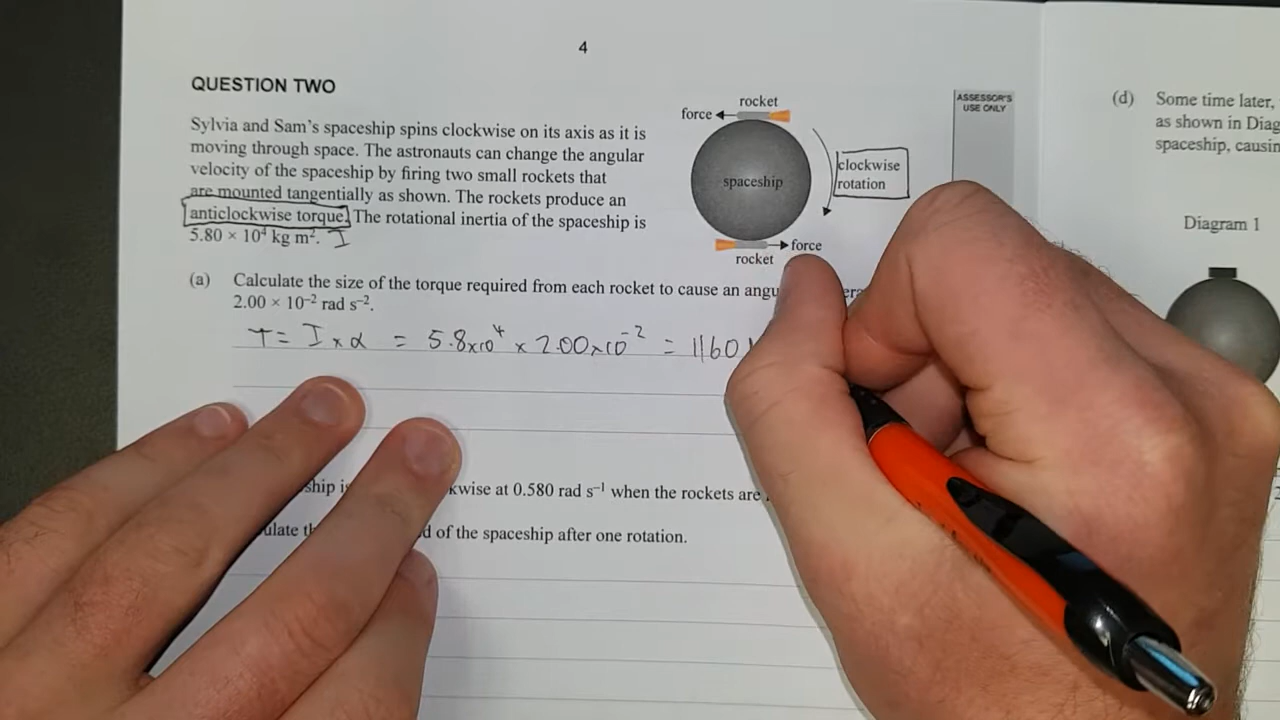 4
QUESTION TWO
Sylvia and Sam's spaceship spins clockwise on its axis as it is
moving through space. The astronauts can change the angular
velocity of the spaceship by firing two small rockets that
are mounted tangentially as shown. The rockets produce an
anticlockwise torque. The rotational inertia of the spaceship is
5.80 × 10⁴ kg m². I
rocket
force
spaceship
clockwise
rotation
force
rocket
ASSESSOR'S
USE ONLY
(a) Calculate the size of the torque required from each rocket to cause an
2.00 × 10⁻² rad s⁻².
T = I × α = 5.8×10⁴ × 2.00×10⁻² = 1160
at 0.580 rad s⁻¹ when the rockets are
of the spaceship after one rotation.
(d) Some time later,
as shown in
spaceship,
Diagram 1